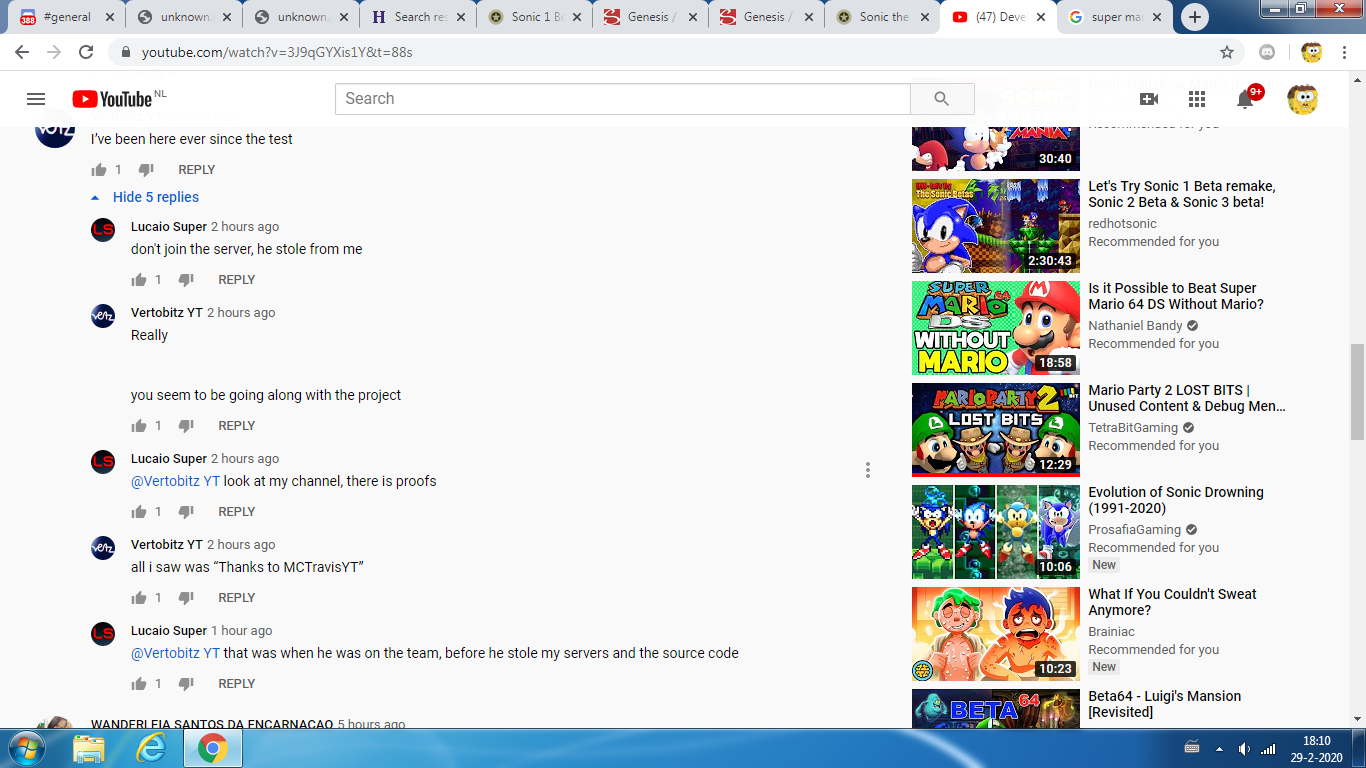 388
#general
unknown.
unknown.
H
Search re
Sonic 1 Be
Genesis /
Genesis /
Sonic the
(47) Deve
super ma
youtube.com/watch?v=3J9qGYXis1Y&t=88s
YouTube NL
Search
9+
I've been here ever since the test
1 REPLY
Hide 5 replies
LS
Lucaio Super 2 hours ago
don't join the server, he stole from me
1 REPLY
Vertobitz YT 2 hours ago
Really
you seem to be going along with the project
1 REPLY
LS
Lucaio Super 2 hours ago
@Vertobitz YT look at my channel, there is proofs
1 REPLY
Vertobitz YT 2 hours ago
all i saw was “Thanks to MCTravisYT”
1 REPLY
LS
Lucaio Super 1 hour ago
@Vertobitz YT that was when he was on the team, before he stole my servers and the source code
1 REPLY
WANDERLEIA SANTOS DA ENCARNACAO 5 hours ago
Recommended for you
MANIA
30:40
The Sonic Betas
2:30:43
Let's Try Sonic 1 Beta remake,
Sonic 2 Beta & Sonic 3 beta!
redhotsonic
Recommended for you
SUPER
MARIO 64
DS
WITHOUT
MARIO
18:58
Is it Possible to Beat Super
Mario 64 DS Without Mario?
Nathaniel Bandy
Recommended for you
MARIO PARTY 2
LOST BITS
12:29
Mario Party 2 LOST BITS |
Unused Content & Debug Men...
TetraBitGaming
Recommended for you
10:06
Evolution of Sonic Drowning
(1991-2020)
ProsafiaGaming
Recommended for you
New
10:23
What If You Couldn't Sweat
Anymore?
Brainiac
Recommended for you
New
BETA 64
Beta64 - Luigi's Mansion
[Revisited]
18:10
29-2-2020